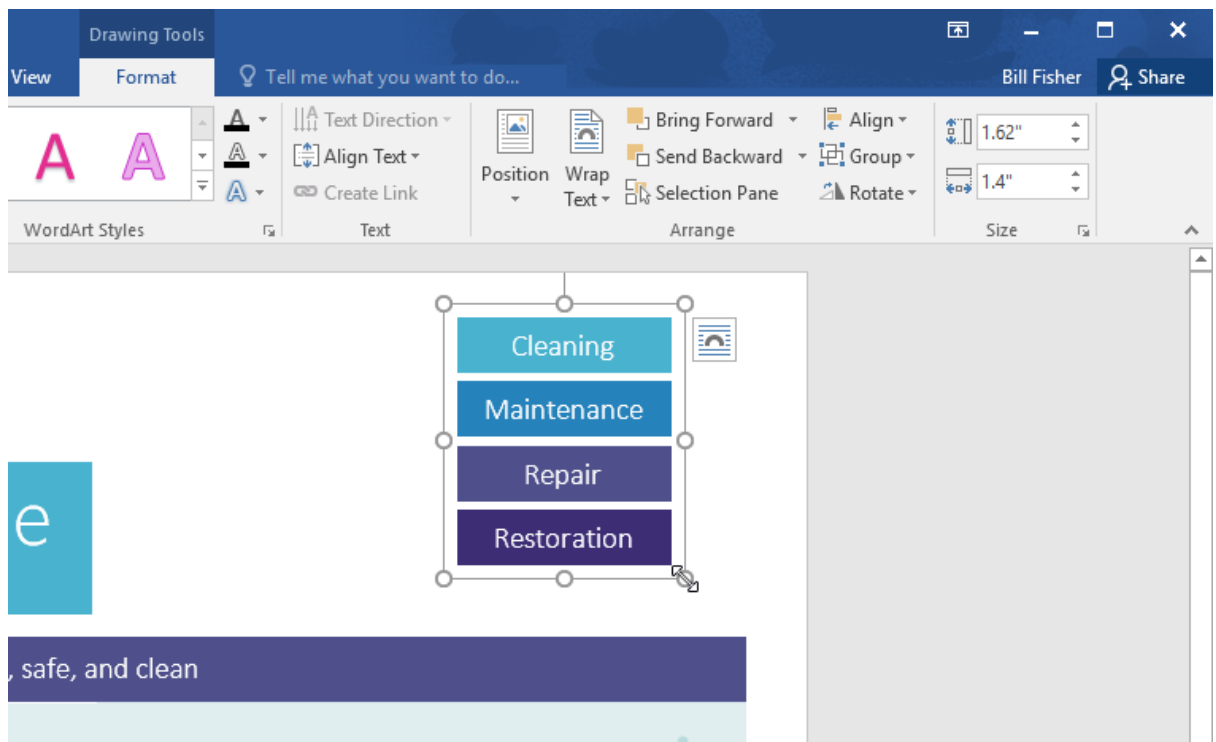 Drawing Tools
View Format Tell me what you want to do... Bill Fisher Share
A A A Text Direction Bring Forward Align 1.62"
A Align Text Position Wrap Text Send Backward Group
A Create Link Selection Pane Rotate 1.4"
WordArt Styles Text Arrange Size
Cleaning
Maintenance
Repair
Restoration
e
, safe, and clean